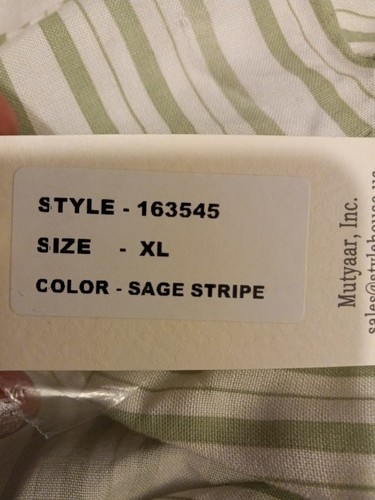 STYLE - 163545
SIZE - XL
COLOR - SAGE STRIPE
Mutyaar, Inc.